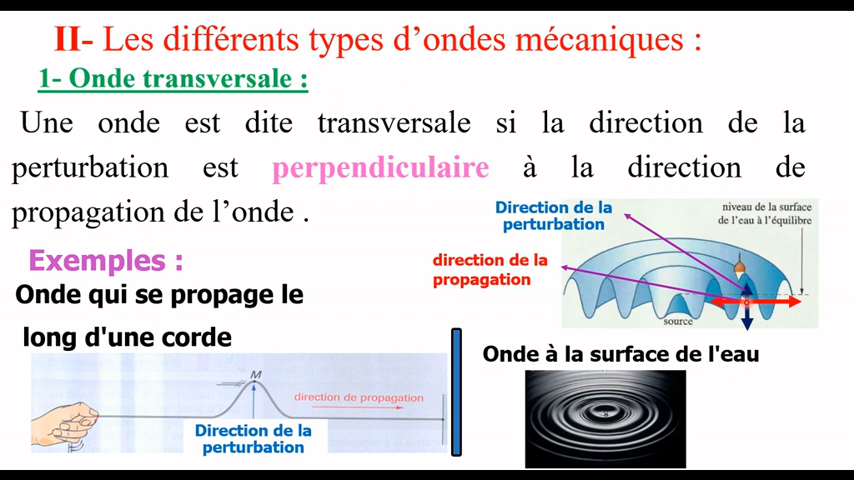 II- Les différents types d’ondes mécaniques :
1- Onde transversale :
Une onde est dite transversale si la direction de la
perturbation est perpendiculaire à la direction de
propagation de l’onde .
Direction de la
perturbation
niveau de la surface
de l'eau à l'équilibre
direction de la
propagation
source
Exemples :
Onde qui se propage le
long d'une corde
M
direction de propagation
Direction de la
perturbation
Onde à la surface de l'eau